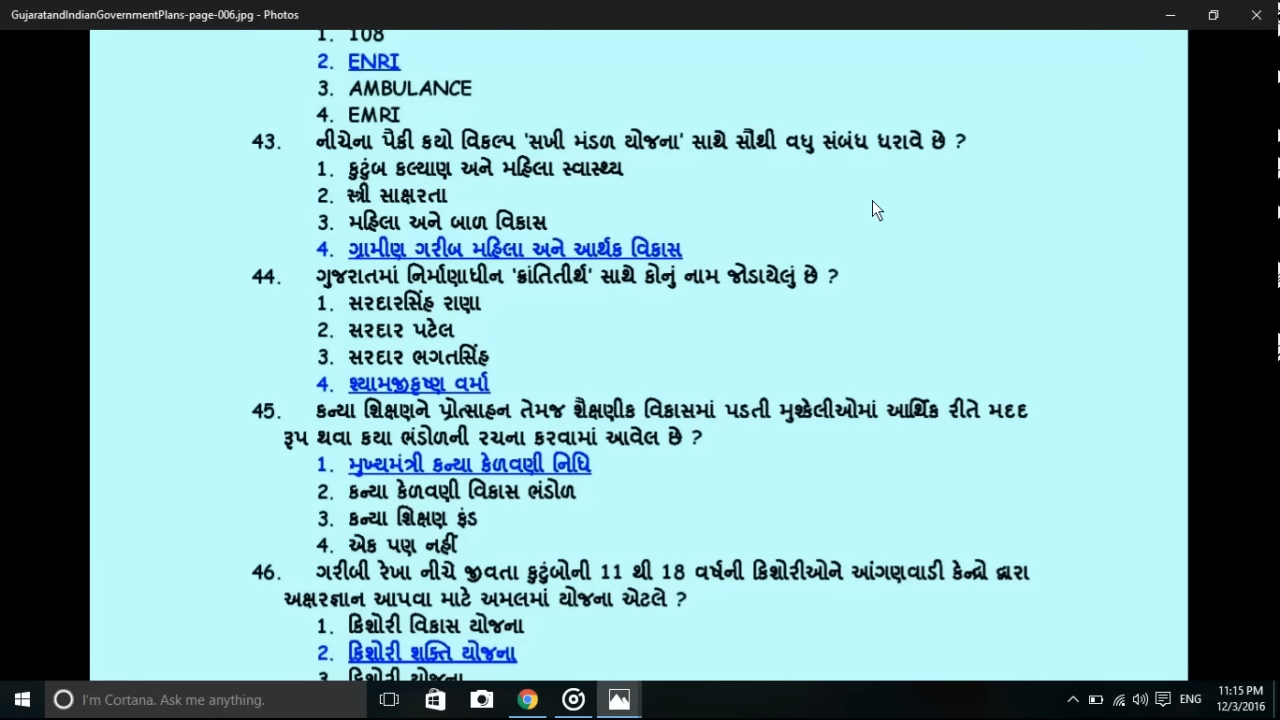 GujaratandIndianGovernmentPlans-page-006.jpg - Photos
1. 108
2. ENRI
3. AMBULANCE
4. EMRI
43. નીચેના પૈકી કયો વિકલ્પ 'સખી મંડળ યોજના' સાથે સૌથી વધુ સંબંધ ધરાવે છે ?
1. કુટુંબ કલ્યાણ અને મહિલા સ્વાસ્થ્ય
2. સ્ત્રી સાક્ષરતા
3. મહિલા અને બાળ વિકાસ
4. ગ્રામીણ ગરીબ મહિલા અને આર્થક વિકાસ
44. ગુજરાતમાં નિર્માણાધીન 'ક્રાંતિતીર્થ' સાથે કોનું નામ જોડાયેલું છે ?
1. સરદારસિંહ રાણા
2. સરદાર પટેલ
3. સરદાર ભગતસિંહ
4. શ્યામજીકૃષ્ણ વર્મા
45. કન્યા શિક્ષણને પ્રોત્સાહન તેમજ શૈક્ષણીક વિકાસમાં પડતી મુશ્કેલીઓમાં આર્થિક રીતે મદદ
રૂપ થવા કયા ભંડોળની રચના કરવામાં આવેલ છે ?
1. મુખ્યમંત્રી કન્યા કેળવણી નિધિ
2. કન્યા કેળવણી વિકાસ ભંડોળ
3. કન્યા શિક્ષણ ફંડ
4. એક પણ નહીં
46. ગરીબી રેખા નીચે જીવતા કુટુંબોની 11 થી 18 વર્ષની કિશોરીઓને આંગણવાડી કેન્દ્રો દ્વારા
અક્ષરજ્ઞાન આપવા માટે અમલમાં યોજના એટલે ?
1. કિશોરી વિકાસ યોજના
2. કિશોરી શક્તિ યોજના
3. કિશોરી યોજના
I'm Cortana. Ask me anything.
ENG
11:15 PM
12/3/2016